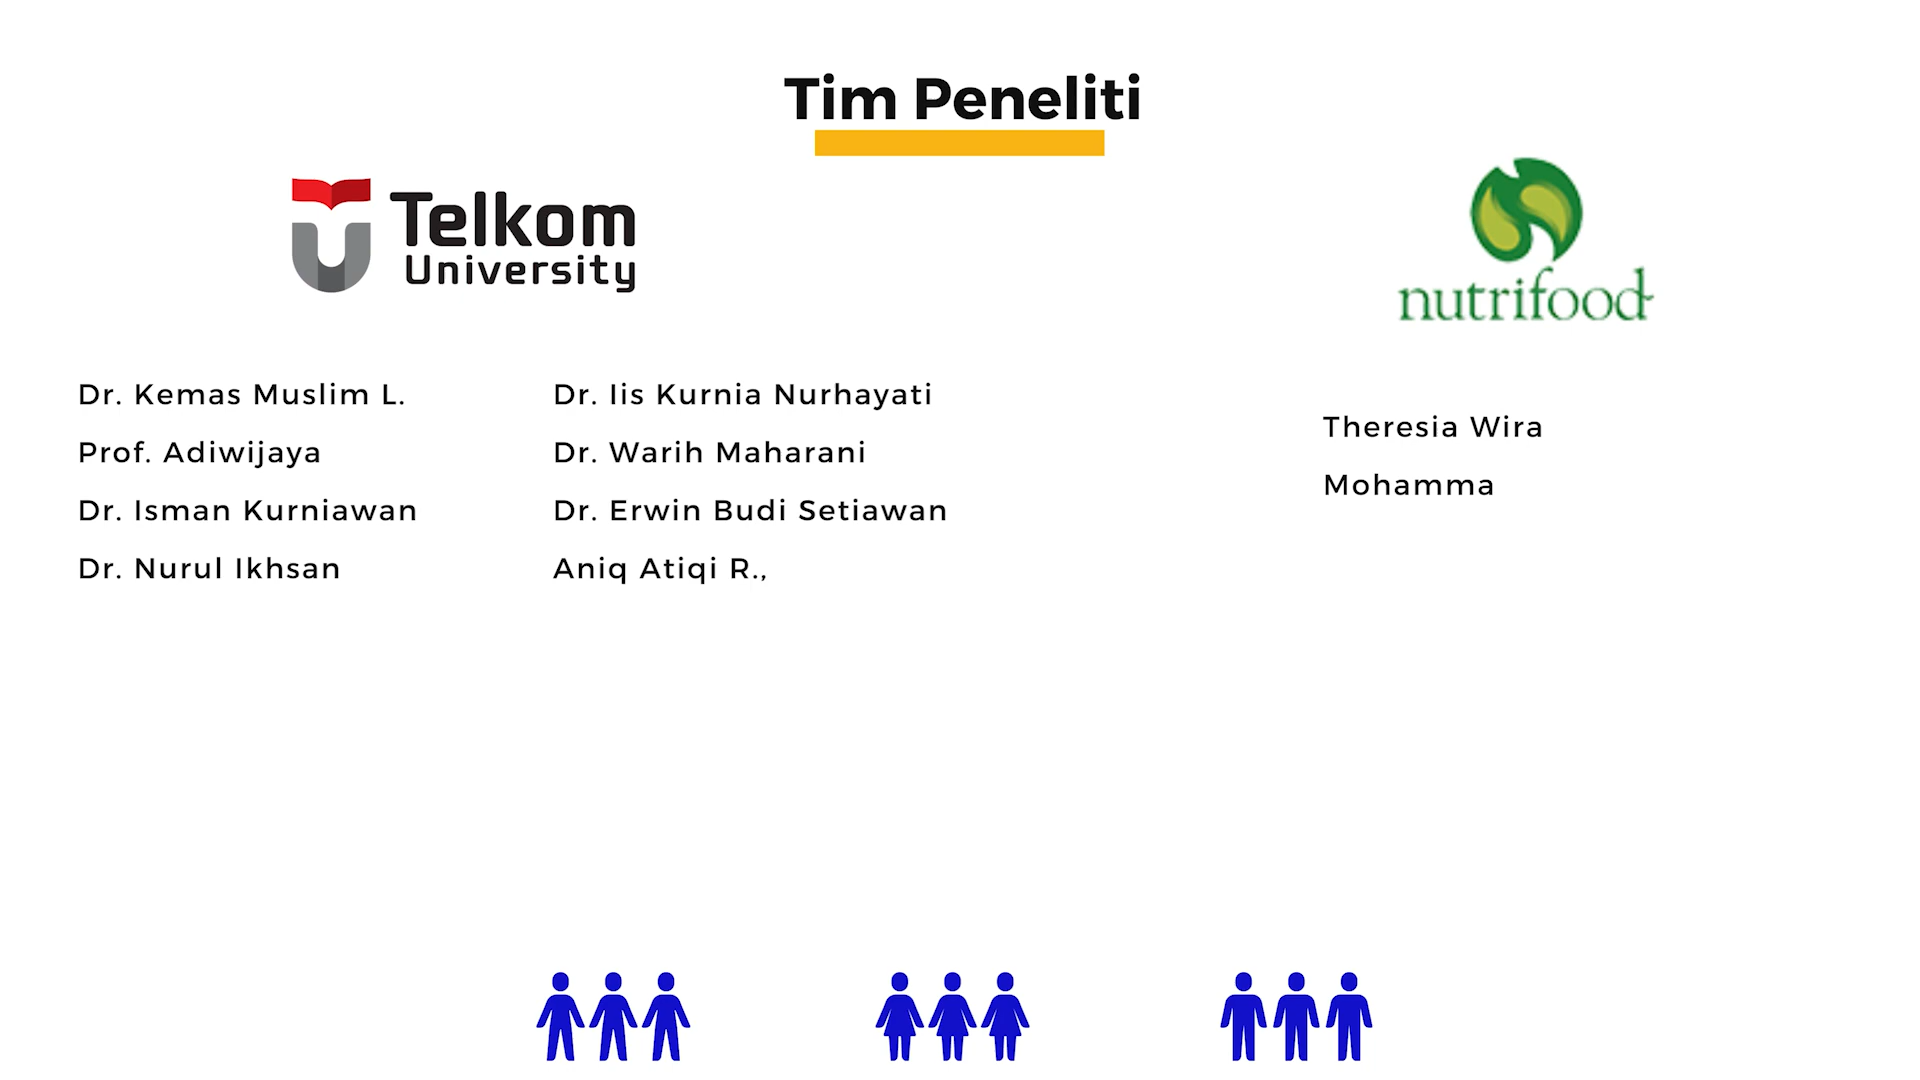 Tim Peneliti
Telkom
University
nutrifood
Dr. Kemas Muslim L.
Prof. Adiwijaya
Dr. Isman Kurniawan
Dr. Nurul Ikhsan
Dr. Iis Kurnia Nurhayati
Dr. Warih Maharani
Dr. Erwin Budi Setiawan
Aniq Atiqi R.,
Theresia Wira
Mohamma